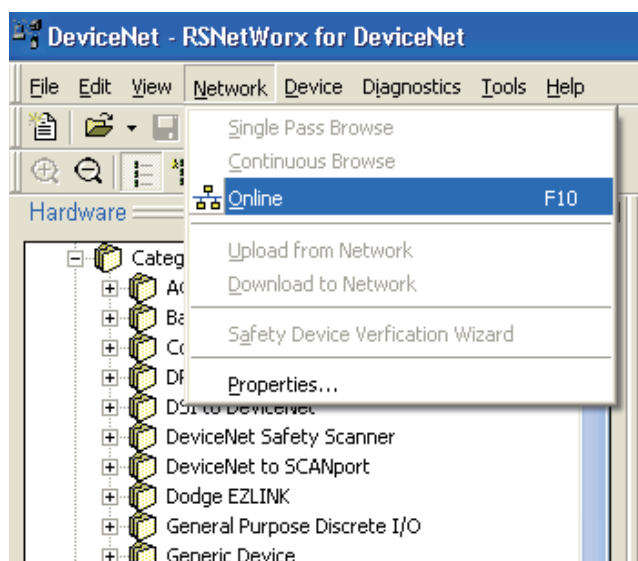 DeviceNet - RSNetWorx for DeviceNet
File Edit View Network Device Diagnostics Tools Help
Single Pass Browse
Continuous Browse
Online F10
Hardware
Upload from Network
Download to Network
Safety Device Verfication Wizard
Properties...
DeviceNet Safety Scanner
DeviceNet to SCANport
Dodge EZLINK
General Purpose Discrete I/O
Generic Device